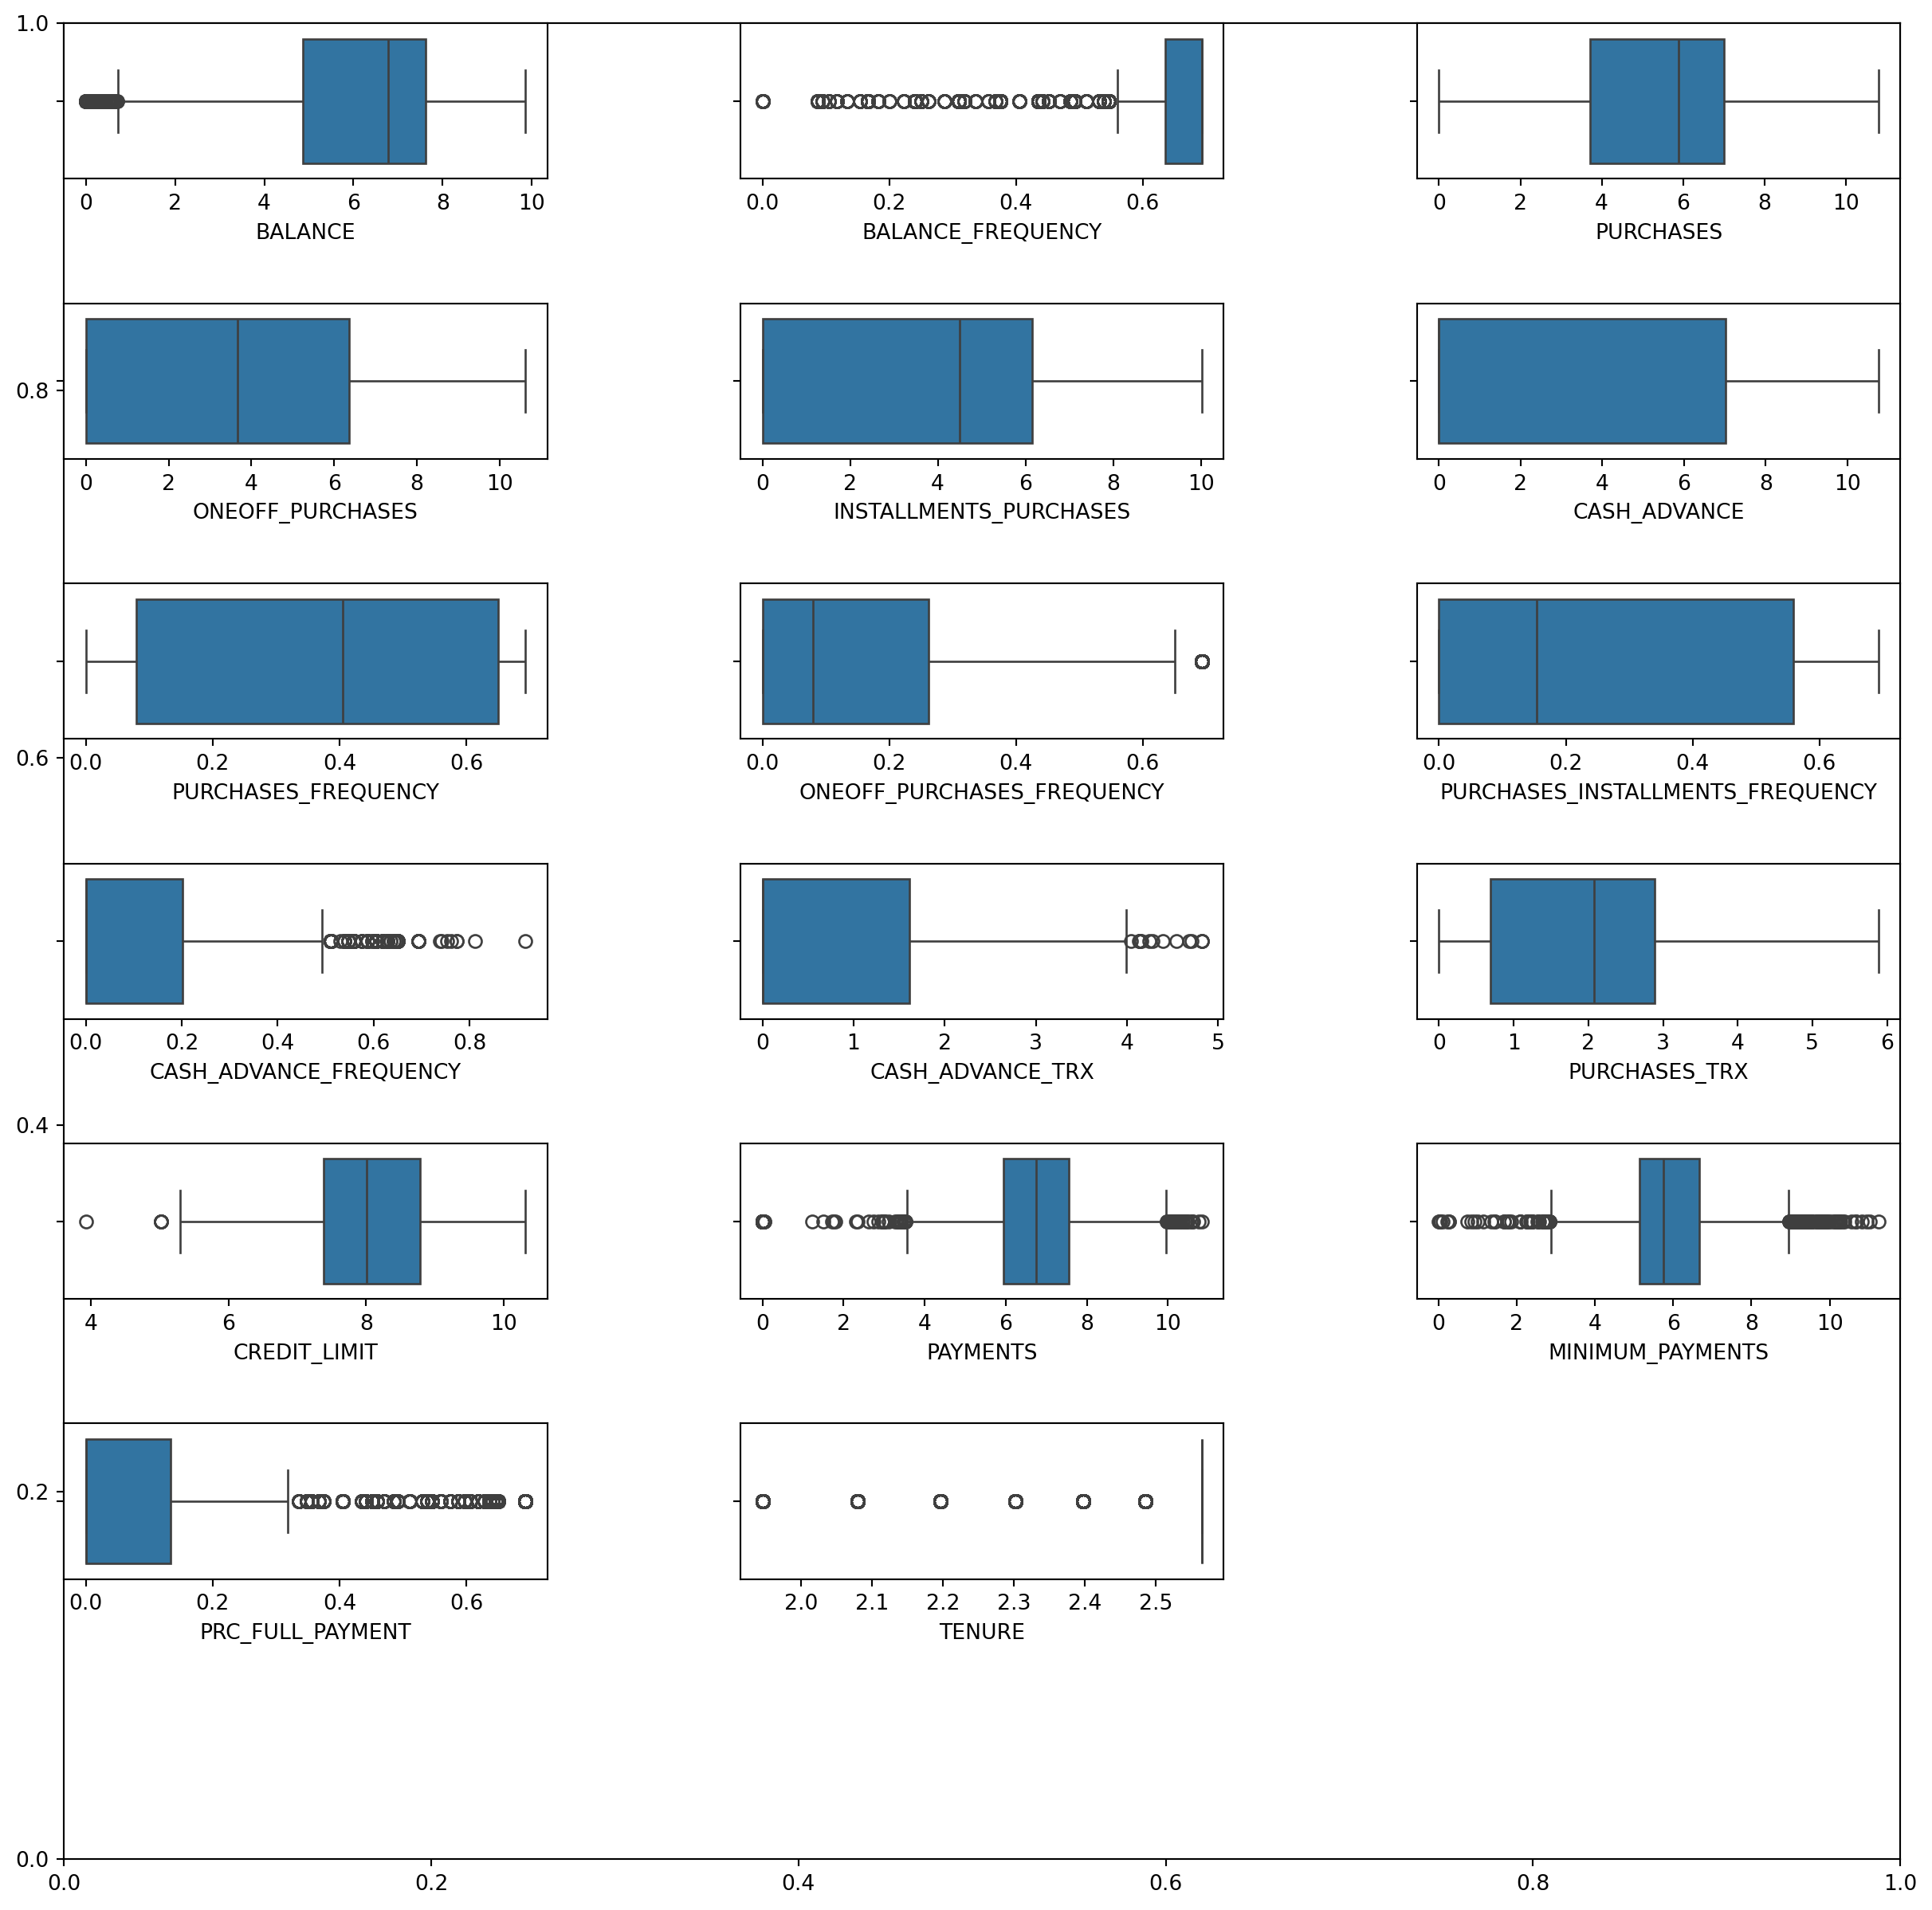 1.0
0 2 4 6 8 10
BALANCE
0.0 0.2 0.4 0.6
BALANCE_FREQUENCY
0 2 4 6 8 10
PURCHASES
0.8
0 2 4 6 8 10
ONEOFF_PURCHASES
0 2 4 6 8 10
INSTALLMENTS_PURCHASES
0 2 4 6 8 10
CASH_ADVANCE
0.6
0.0 0.2 0.4 0.6
PURCHASES_FREQUENCY
0.0 0.2 0.4 0.6
ONEOFF_PURCHASES_FREQUENCY
0.0 0.2 0.4 0.6
PURCHASES_INSTALLMENTS_FREQUENCY
0.0 0.2 0.4 0.6 0.8
CASH_ADVANCE_FREQUENCY
0 1 2 3 4 5
CASH_ADVANCE_TRX
0 1 2 3 4 5 6
PURCHASES_TRX
0.4
4 6 8 10
CREDIT_LIMIT
0 2 4 6 8 10
PAYMENTS
0 2 4 6 8 10
MINIMUM_PAYMENTS
0.2
0.0 0.2 0.4 0.6
PRC_FULL_PAYMENT
2.0 2.1 2.2 2.3 2.4 2.5
TENURE
0.0
0.0 0.2 0.4 0.6 0.8 1.0